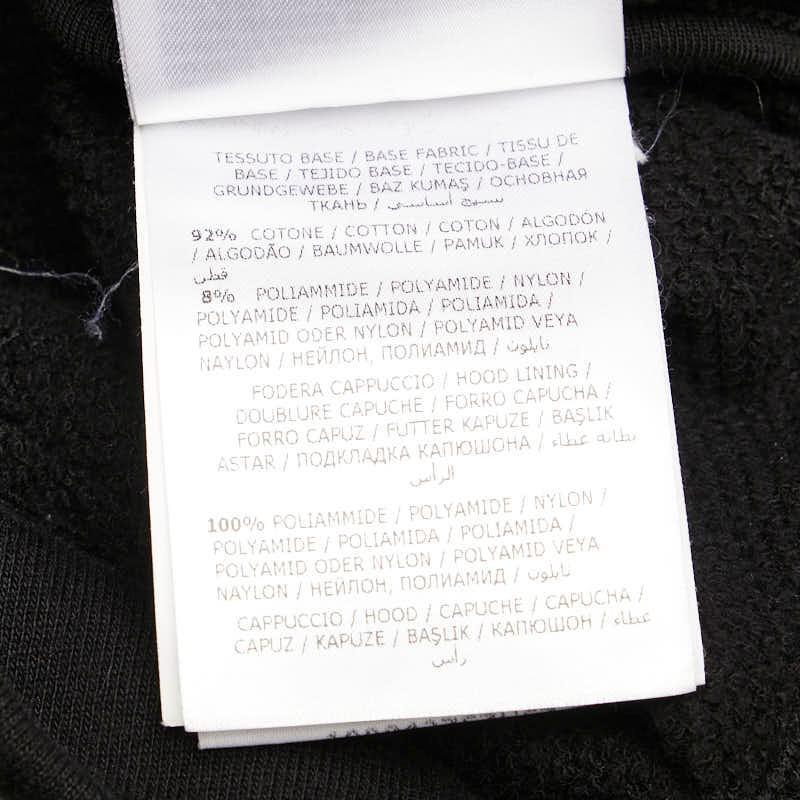 TESSUTO BASE / BASE FABRIC / TISSU DE
BASE / TEJIDO BASE / TECIDO-BASE /
GRUNDGEWEBE / BAZ KUMAŞ / ОСНОВНАЯ
ТКАНЬ / نسيج أساسي
92% COTONE / COTTON / COTON / ALGODÓN
/ ALGODÃO / BAUMWOLLE / PAMUK / ХЛОПОК /
قطن
8% POLIAMMIDE / POLYAMIDE / NYLON /
POLYAMIDE / POLIAMIDA / POLIAMIDA /
POLYAMID ODER NYLON / POLYAMID VEYA
NAYLON / НЕЙЛОН, ПОЛИАМИД / نايلون
FODERA CAPPUCCIO / HOOD LINING /
DOUBLURE CAPUCHE / FORRO CAPUCHA /
FORRO CAPUZ / FUTTER KAPUZE / BAŞLIK
ASTAR / ПОДКЛАДКА КАПЮШОНА / بطانة غطاء
الرأس
100% POLIAMMIDE / POLYAMIDE / NYLON /
POLYAMIDE / POLIAMIDA / POLIAMIDA /
POLYAMID ODER NYLON / POLYAMID VEYA
NAYLON / НЕЙЛОН, ПОЛИАМИД / نايلون
CAPPUCCIO / HOOD / CAPUCHE / CAPUCHA /
CAPUZ / KAPUZE / BAŞLIK / КАПЮШОН / غطاء
رأس